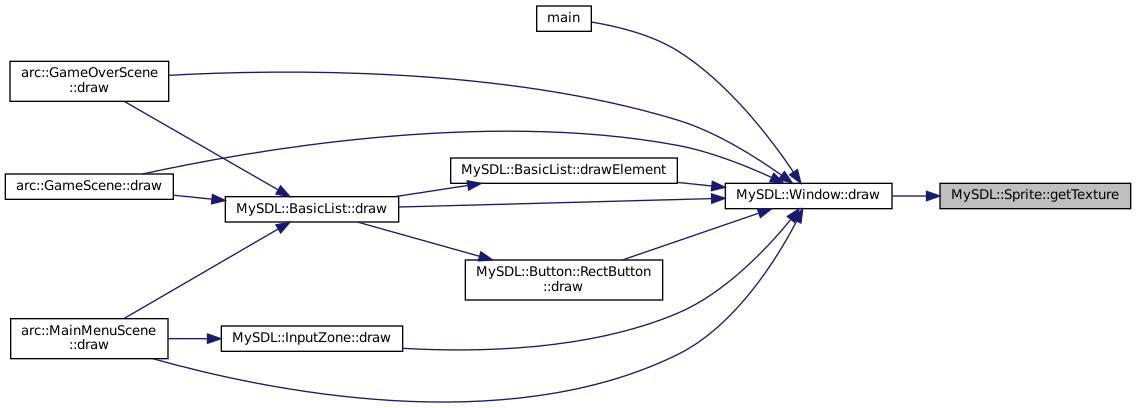 main
arc::GameOverScene
::draw
MySDL::BasicList::drawElement
arc::GameScene::draw
MySDL::Window::draw
MySDL::Sprite::getTexture
MySDL::BasicList::draw
MySDL::Button::RectButton
::draw
arc::MainMenuScene
::draw
MySDL::InputZone::draw